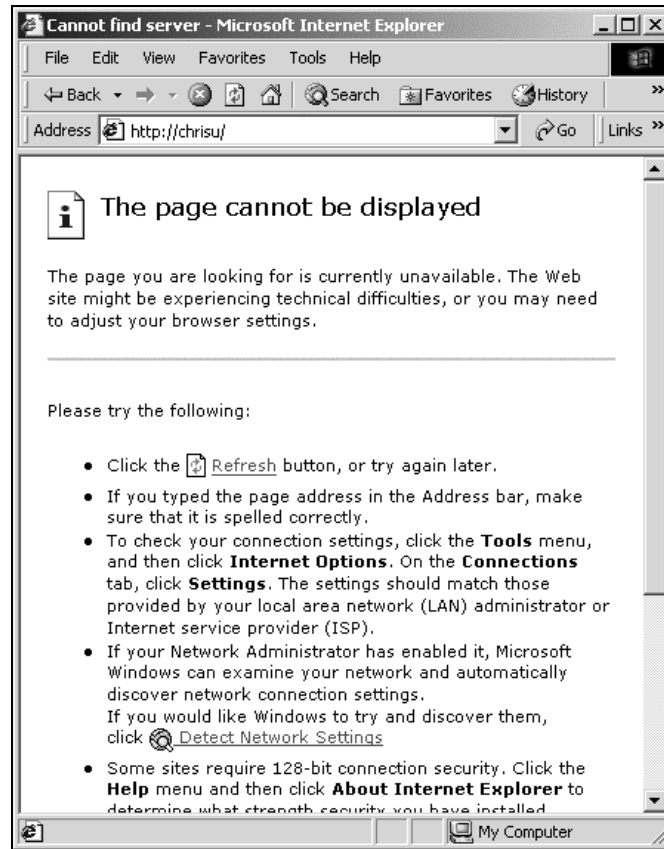 Cannot find server - Microsoft Internet Explorer
File Edit View Favorites Tools Help
Back Search Favorites History »
Address http://chrisu/ Go Links »
The page cannot be displayed
The page you are looking for is currently unavailable. The Web
site might be experiencing technical difficulties, or you may need
to adjust your browser settings.
Please try the following:
• Click the Refresh button, or try again later.
• If you typed the page address in the Address bar, make
sure that it is spelled correctly.
• To check your connection settings, click the Tools menu,
and then click Internet Options. On the Connections
tab, click Settings. The settings should match those
provided by your local area network (LAN) administrator or
Internet service provider (ISP).
• If your Network Administrator has enabled it, Microsoft
Windows can examine your network and automatically
discover network connection settings.
If you would like Windows to try and discover them,
click Detect Network Settings
• Some sites require 128-bit connection security. Click the
Help menu and then click About Internet Explorer to
determine what strength security you have installed.
My Computer